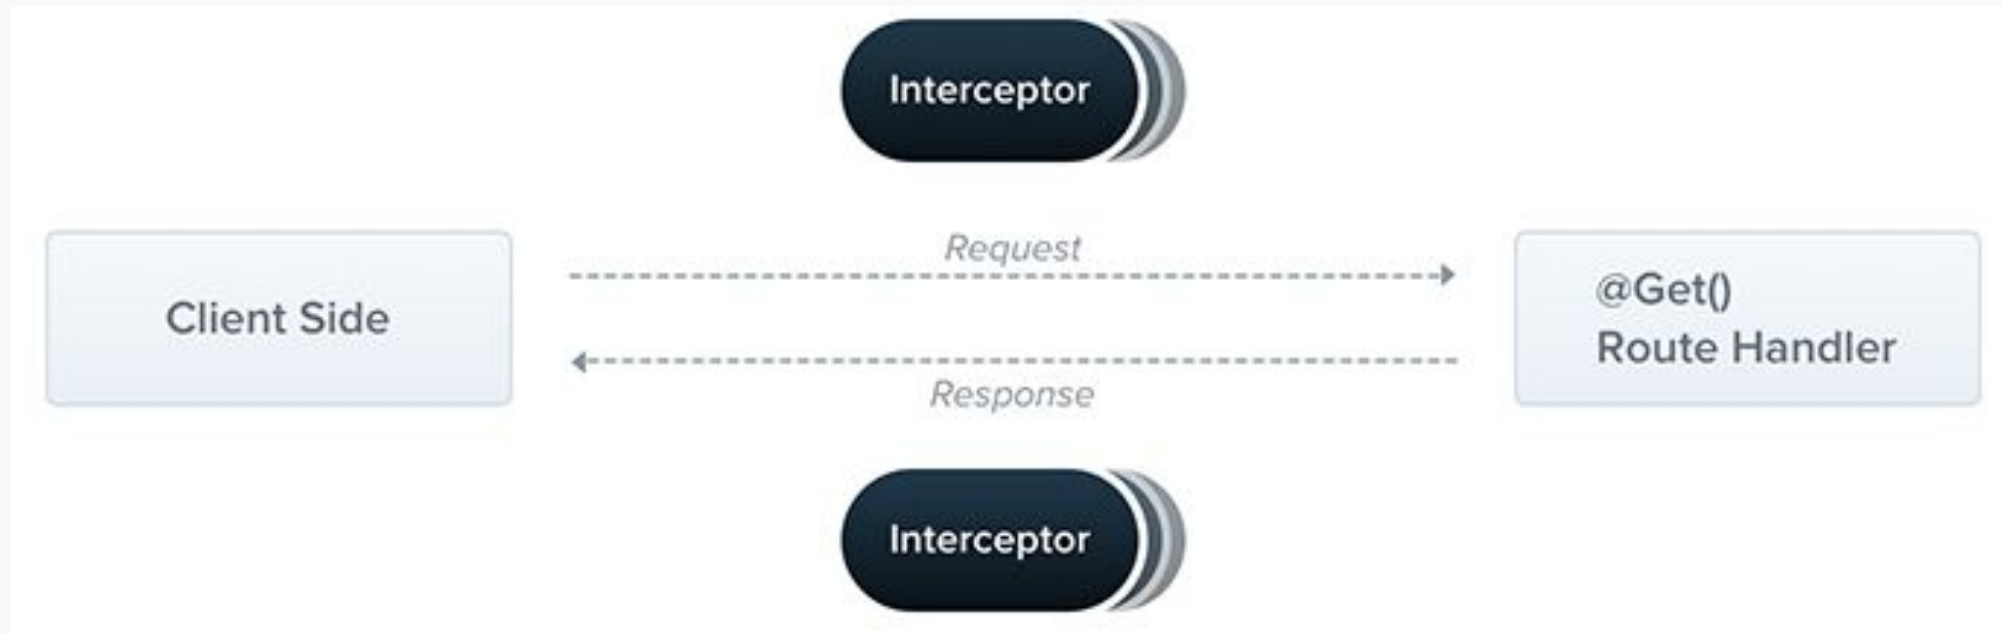 Interceptor
Request
Client Side
@Get()
Route Handler
Response
Interceptor